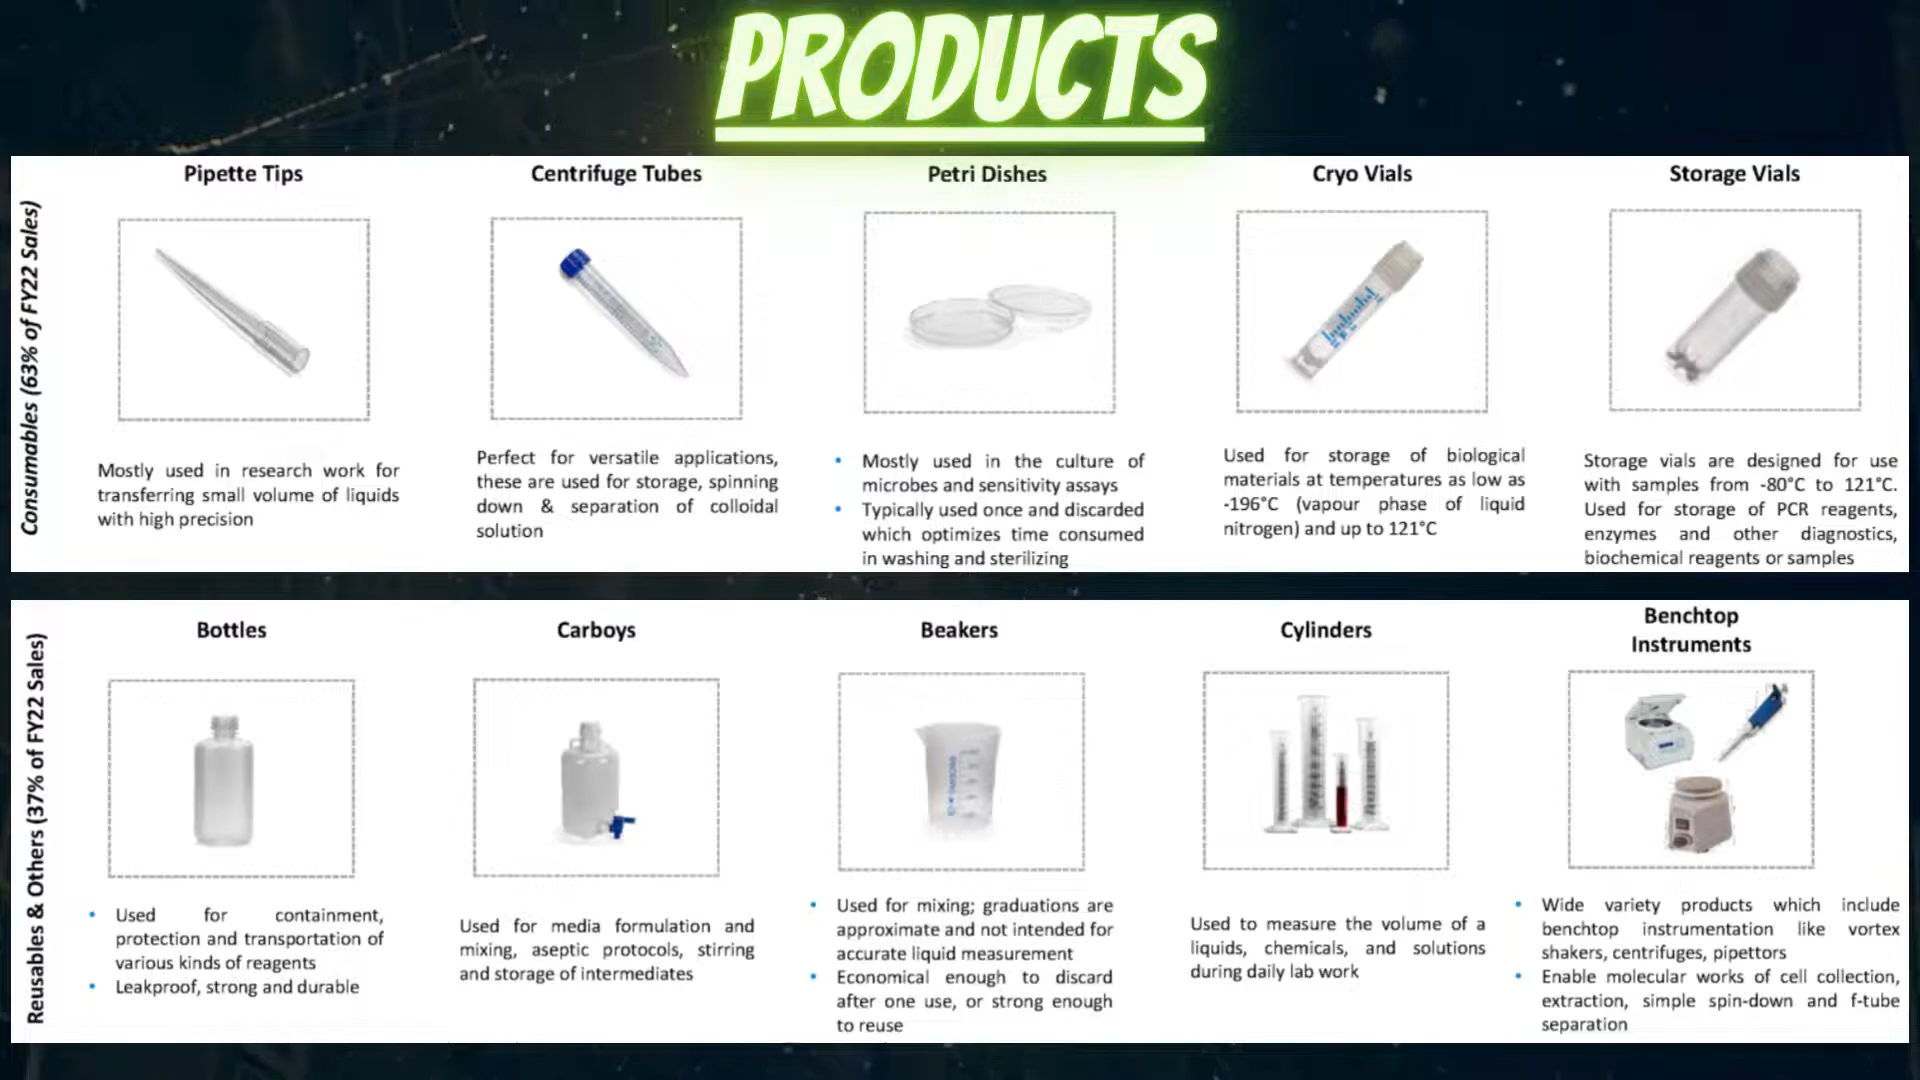 PRODUCTS
Consumables (63% of FY22 Sales)
Pipette Tips
Mostly used in research work for
transferring small volume of liquids
with high precision
Centrifuge Tubes
Perfect for versatile applications,
these are used for storage, spinning
down & separation of colloidal
solution
Petri Dishes
• Mostly used in the culture of
microbes and sensitivity assays
• Typically used once and discarded
which optimizes time consumed
in washing and sterilizing
Cryo Vials
Used for storage of biological
materials at temperatures as low as
-196°C (vapour phase of liquid
nitrogen) and up to 121°C
Storage Vials
Storage vials are designed for use
with samples from -80°C to 121°C.
Used for storage of PCR reagents,
enzymes and other diagnostics,
biochemical reagents or samples
Reusables & Others (37% of FY22 Sales)
Bottles
• Used for containment,
protection and transportation of
various kinds of reagents
• Leakproof, strong and durable
Carboys
Used for media formulation and
mixing, aseptic protocols, stirring
and storage of intermediates
Beakers
• Used for mixing; graduations are
approximate and not intended for
accurate liquid measurement
• Economical enough to discard
after one use, or strong enough
to reuse
Cylinders
Used to measure the volume of a
liquids, chemicals, and solutions
during daily lab work
Benchtop
Instruments
• Wide variety products which include
benchtop instrumentation like vortex
shakers, centrifuges, pipettors
• Enable molecular works of cell collection,
extraction, simple spin-down and f-tube
separation